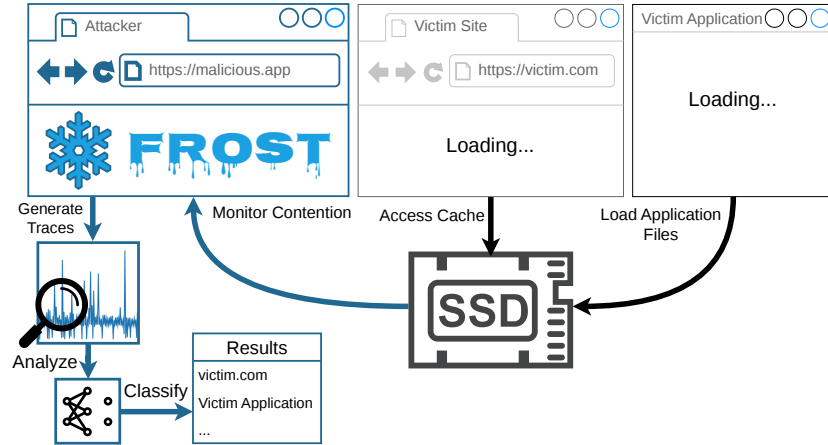 Attacker
https://malicious.app
FROST
Victim Site
https://victim.com
Loading...
Victim Application
Loading...
Generate
Traces
Monitor Contention
Access Cache
Load Application
Files
SSD
Analyze
Classify
Results
victim.com
Victim Application
...